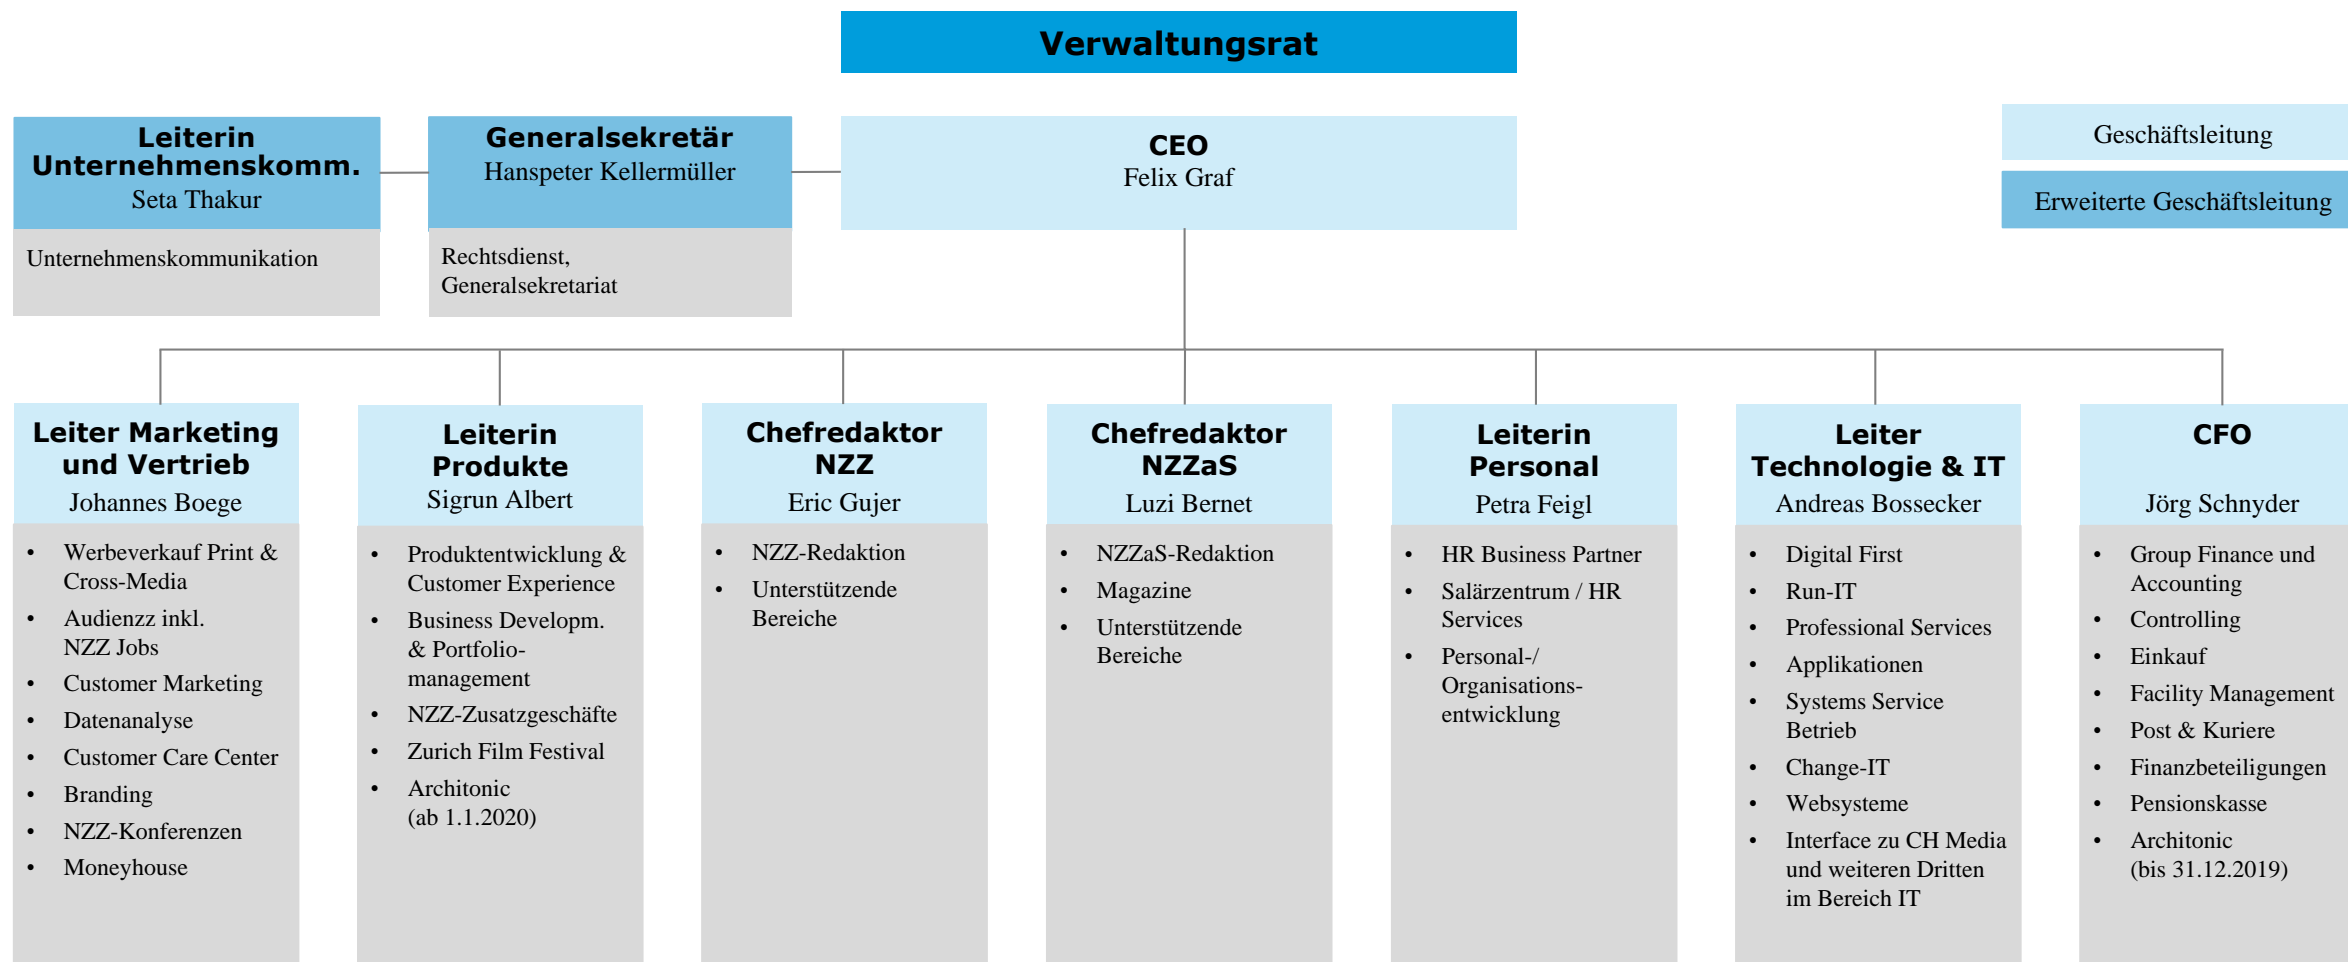 Verwaltungsrat
Leiterin
Unternehmenskomm.
Seta Thakur
Unternehmenskommunikation
Generalsekretär
Hanspeter Kellermüller
Rechtsdienst,
Generalsekretariat
CEO
Felix Graf
Geschäftsleitung
Erweiterte Geschäftsleitung
Leiter Marketing
und Vertrieb
Johannes Boege
• Werbeverkauf Print &
Cross-Media
• Audienzz inkl.
NZZ Jobs
• Customer Marketing
• Datenanalyse
• Customer Care Center
• Branding
• NZZ-Konferenzen
• Moneyhouse
Leiterin
Produkte
Sigrun Albert
• Produktentwicklung &
Customer Experience
• Business Developm.
& Portfolio-
management
• NZZ-Zusatzgeschäfte
• Zurich Film Festival
• Architonic
(ab 1.1.2020)
Chefredaktor
NZZ
Eric Gujer
• NZZ-Redaktion
• Unterstützende
Bereiche
Chefredaktor
NZZaS
Luzi Bernet
• NZZaS-Redaktion
• Magazine
• Unterstützende
Bereiche
Leiterin
Personal
Petra Feigl
• HR Business Partner
• Salärzentrum / HR
Services
• Personal-/
Organisations-
entwicklung
Leiter
Technologie & IT
Andreas Bossecker
• Digital First
• Run-IT
• Professional Services
• Applikationen
• Systems Service
Betrieb
• Change-IT
• Websysteme
• Interface zu CH Media
und weiteren Dritten
im Bereich IT
CFO
Jörg Schnyder
• Group Finance und
Accounting
• Controlling
• Einkauf
• Facility Management
• Post & Kuriere
• Finanzbeteiligungen
• Pensionskasse
• Architonic
(bis 31.12.2019)